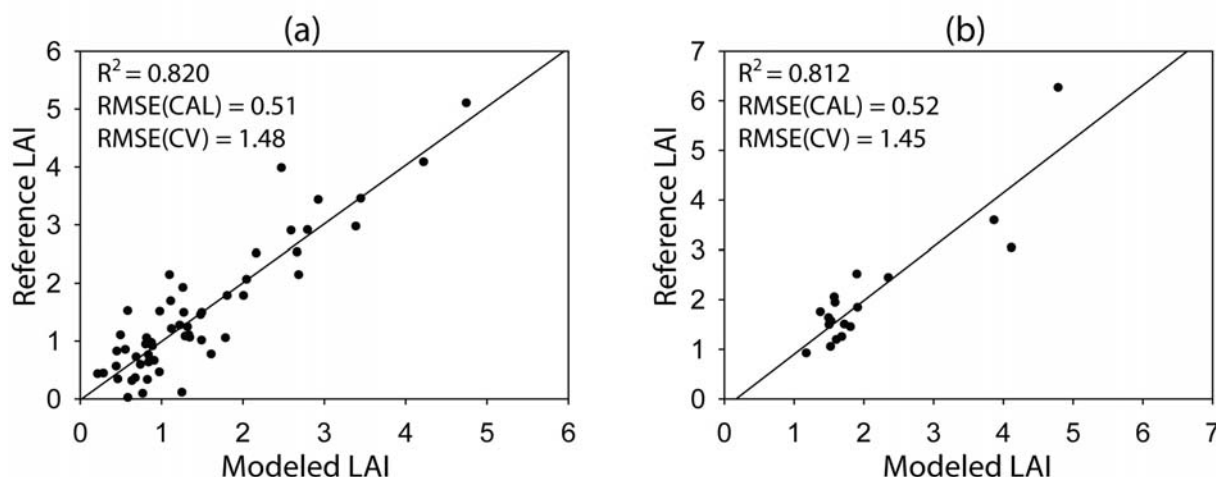 (a)
R² = 0.820
RMSE(CAL) = 0.51
RMSE(CV) = 1.48
Reference LAI
6
5
4
3
2
1
0
0 1 2 3 4 5 6
Modeled LAI
(b)
R² = 0.812
RMSE(CAL) = 0.52
RMSE(CV) = 1.45
Reference LAI
7
6
5
4
3
2
1
0
0 1 2 3 4 5 6 7
Modeled LAI